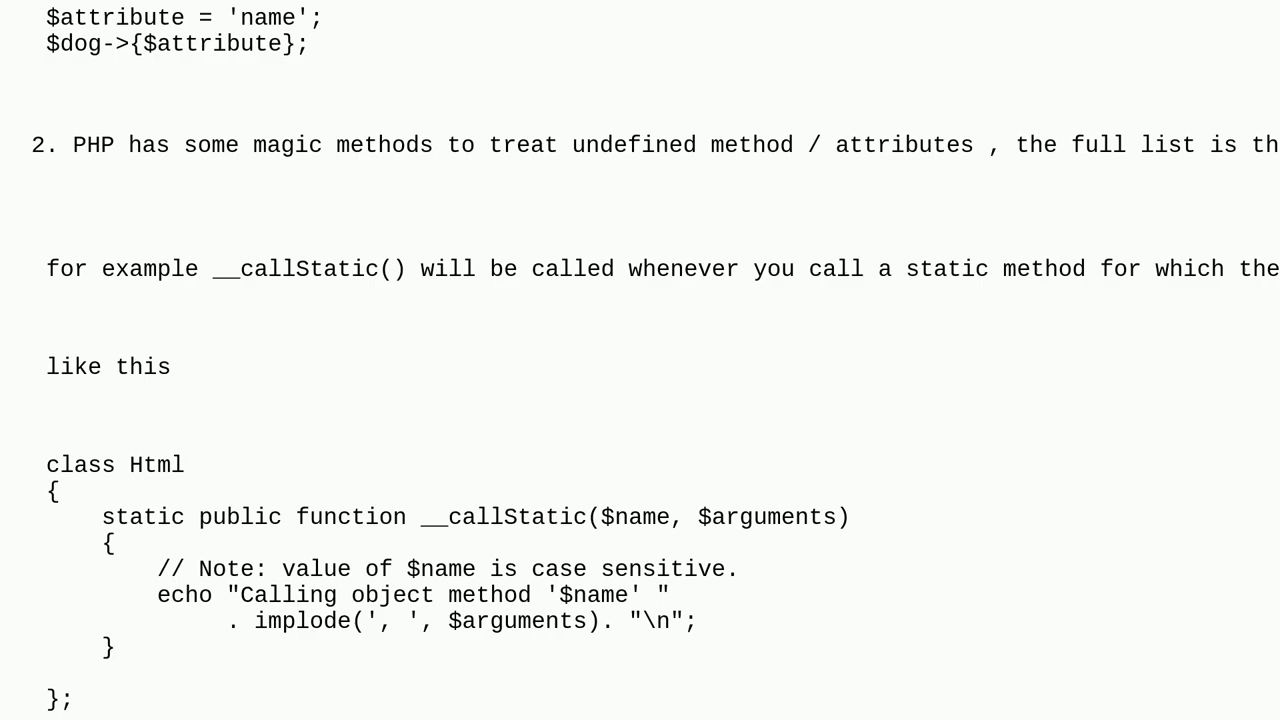 $attribute = 'name';
$dog->{$attribute};
2. PHP has some magic methods to treat undefined method / attributes , the full list is th
for example __callStatic() will be called whenever you call a static method for which the
like this
class Html
{
    static public function __callStatic($name, $arguments)
    {
        // Note: value of $name is case sensitive.
        echo "Calling object method '$name' "
             . implode(', ', $arguments). "\n";
    }
};